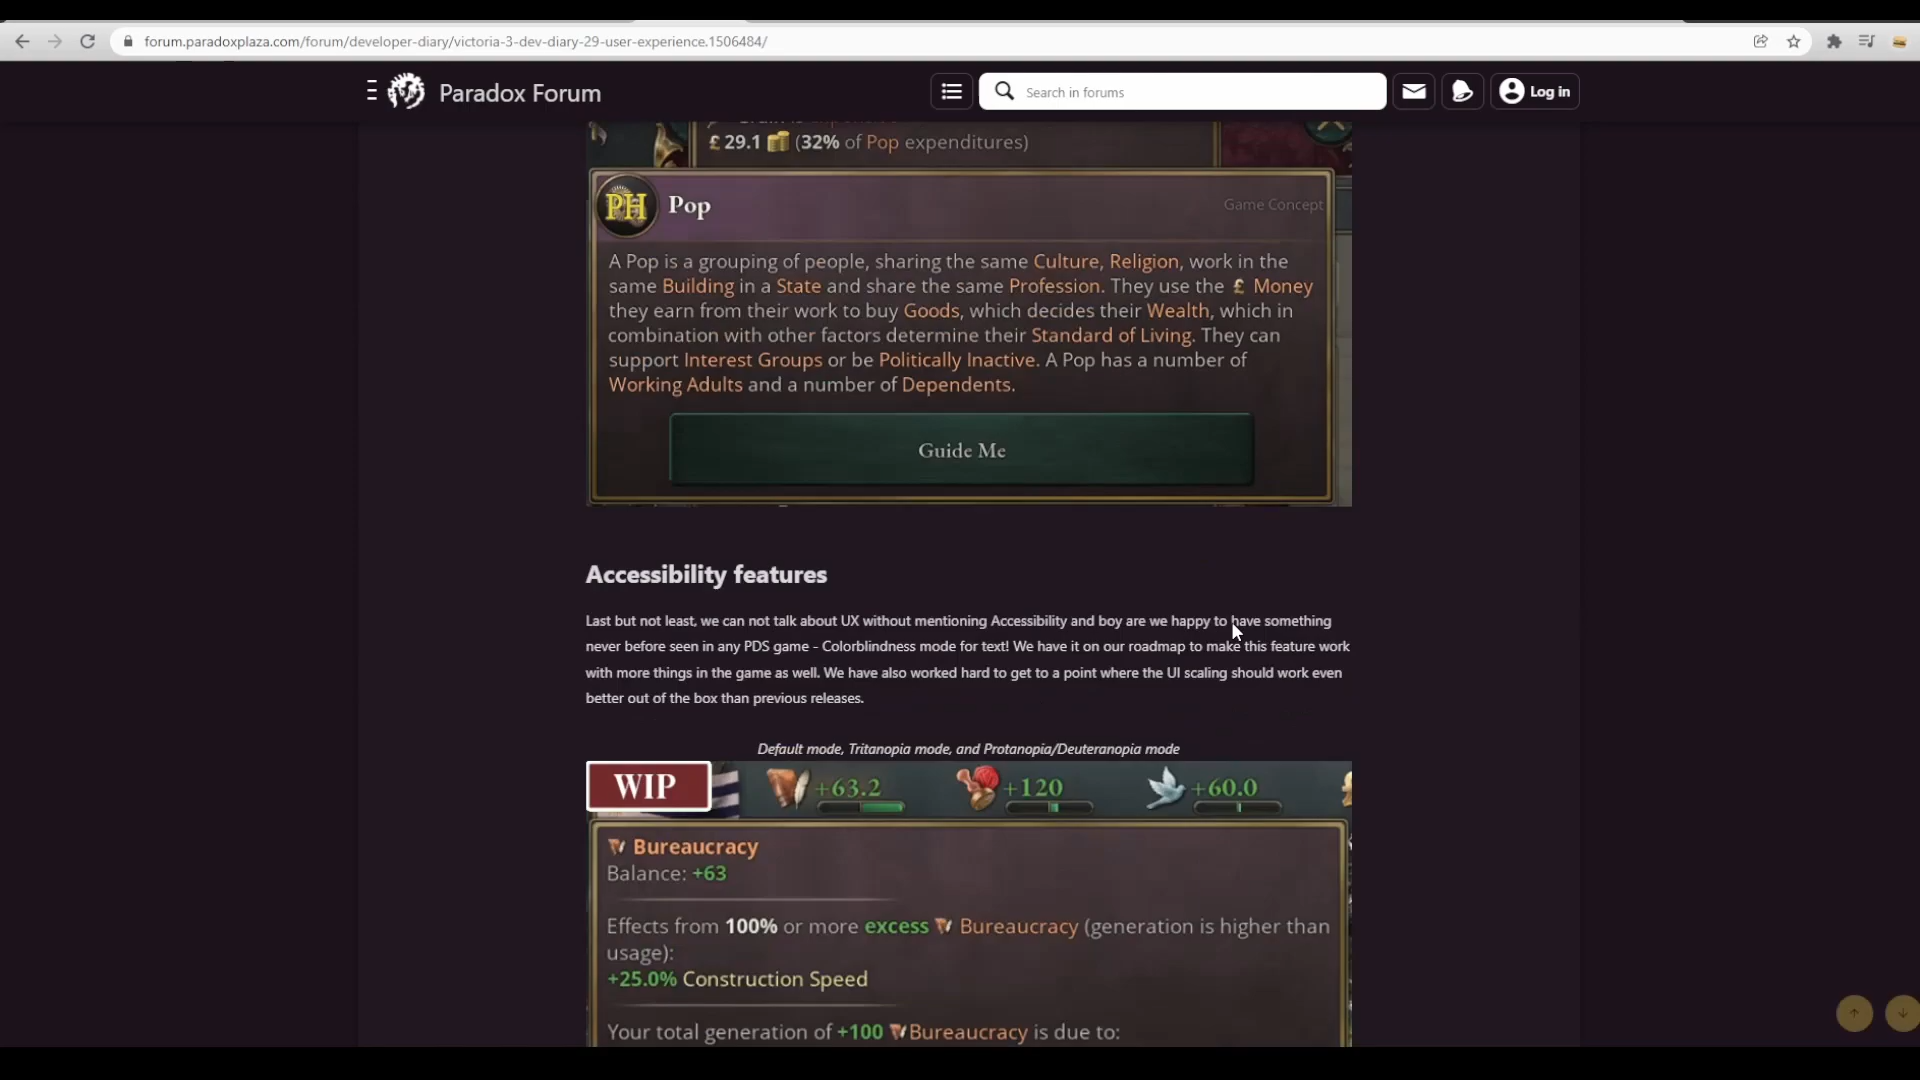 forum.paradoxplaza.com/forum/developer-diary/victoria-3-dev-diary-29-user-experience.1506484/
Paradox Forum
Search in forums
Log in
£ 29.1 (32% of Pop expenditures)
PH
Pop
Game Concept
A Pop is a grouping of people, sharing the same Culture, Religion, work in the
same Building in a State and share the same Profession. They use the £ Money
they earn from their work to buy Goods, which decides their Wealth, which in
combination with other factors determine their Standard of Living. They can
support Interest Groups or be Politically Inactive. A Pop has a number of
Working Adults and a number of Dependents.
Guide Me
Accessibility features
Last but not least, we can not talk about UX without mentioning Accessibility and boy are we happy to have something
never before seen in any PDS game - Colorblindness mode for text! We have it on our roadmap to make this feature work
with more things in the game as well. We have also worked hard to get to a point where the UI scaling should work even
better out of the box than previous releases.
Default mode, Tritanopia mode, and Protanopia/Deuteranopia mode
WIP
+63.2
+120
+60.0
Bureaucracy
Balance: +63
Effects from 100% or more excess Bureaucracy (generation is higher than
usage):
+25.0% Construction Speed
Your total generation of +100 Bureaucracy is due to: